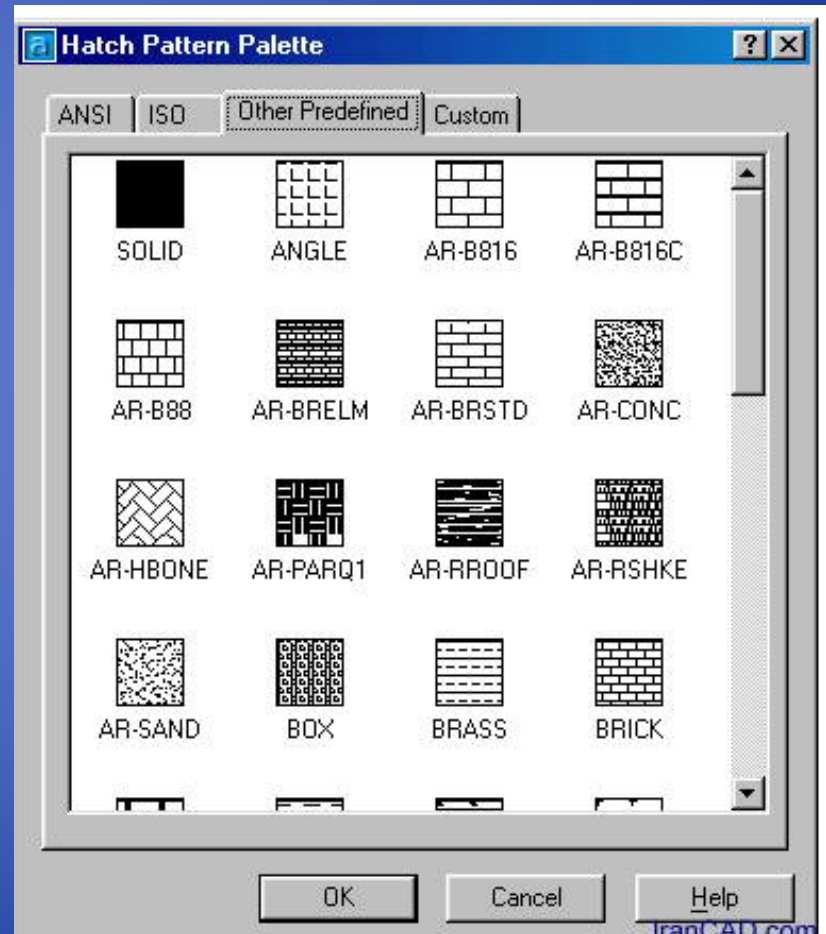 Hatch Pattern Palette
ANSI ISO Other Predefined Custom
SOLID ANGLE AR-B816 AR-B816C
AR-B88 AR-BRELM AR-BRSTD AR-CONC
AR-HBONE AR-PARQ1 AR-RROOF AR-RSHKE
AR-SAND BOX BRASS BRICK
OK Cancel Help
IranCAD.com